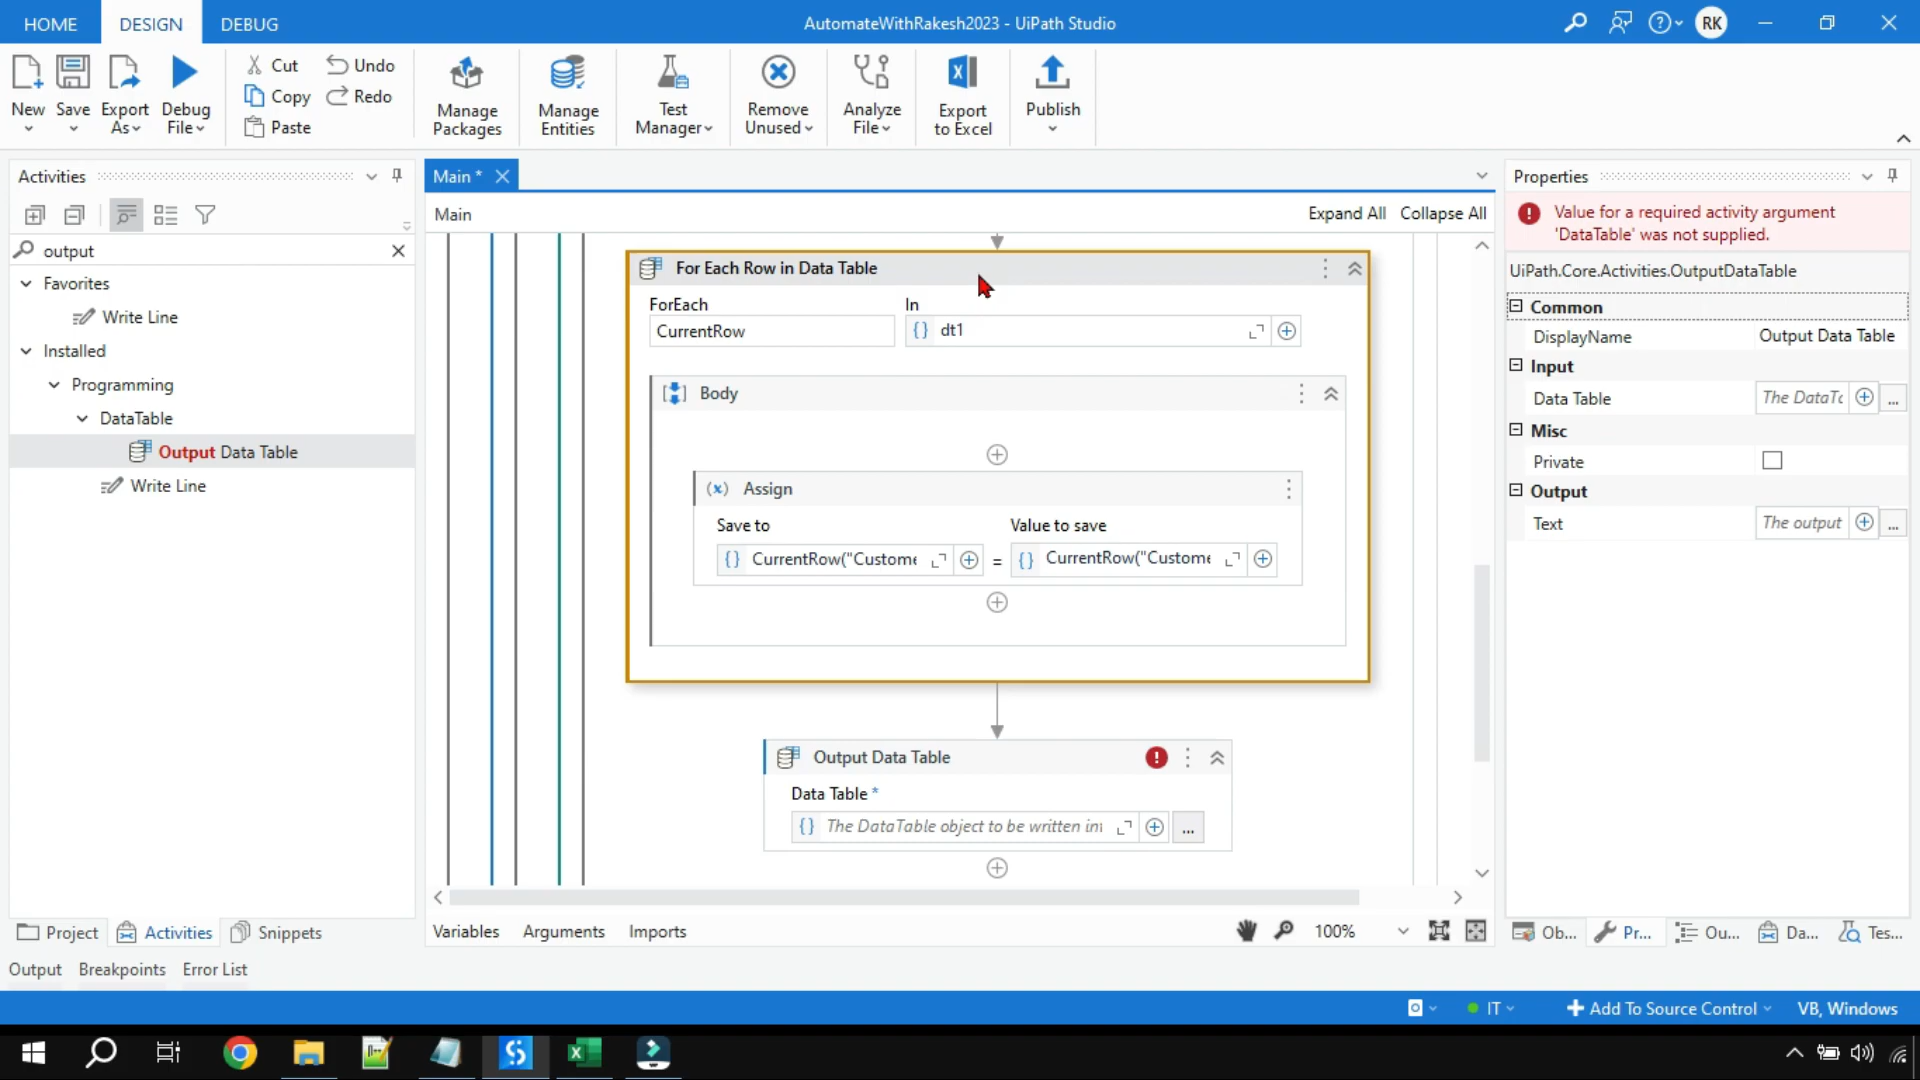 HOME
DESIGN
DEBUG
AutomateWithRakesh2023 - UiPath Studio
RK
New
Save
Export As
Debug File
Cut
Copy
Paste
Undo
Redo
Manage Packages
Manage Entities
Test Manager
Remove Unused
Analyze File
Export to Excel
Publish
Activities
output
Favorites
Write Line
Installed
Programming
DataTable
Output Data Table
Write Line
Project
Activities
Snippets
Main *
Main
Expand All
Collapse All
For Each Row in Data Table
ForEach
In
CurrentRow
{} dt1
Body
(x) Assign
Save to
Value to save
{} CurrentRow("Custome
=
{} CurrentRow("Custome
Output Data Table
Data Table *
{} The DataTable object to be written int
...
Variables
Arguments
Imports
100%
Properties
Value for a required activity argument
'DataTable' was not supplied.
UiPath.Core.Activities.OutputDataTable
Common
DisplayName
Output Data Table
Input
Data Table
The DataTa
...
Misc
Private
Output
Text
The output
...
Ob...
Pr...
Ou...
Da...
Tes...
Output
Breakpoints
Error List
IT
Add To Source Control
VB, Windows